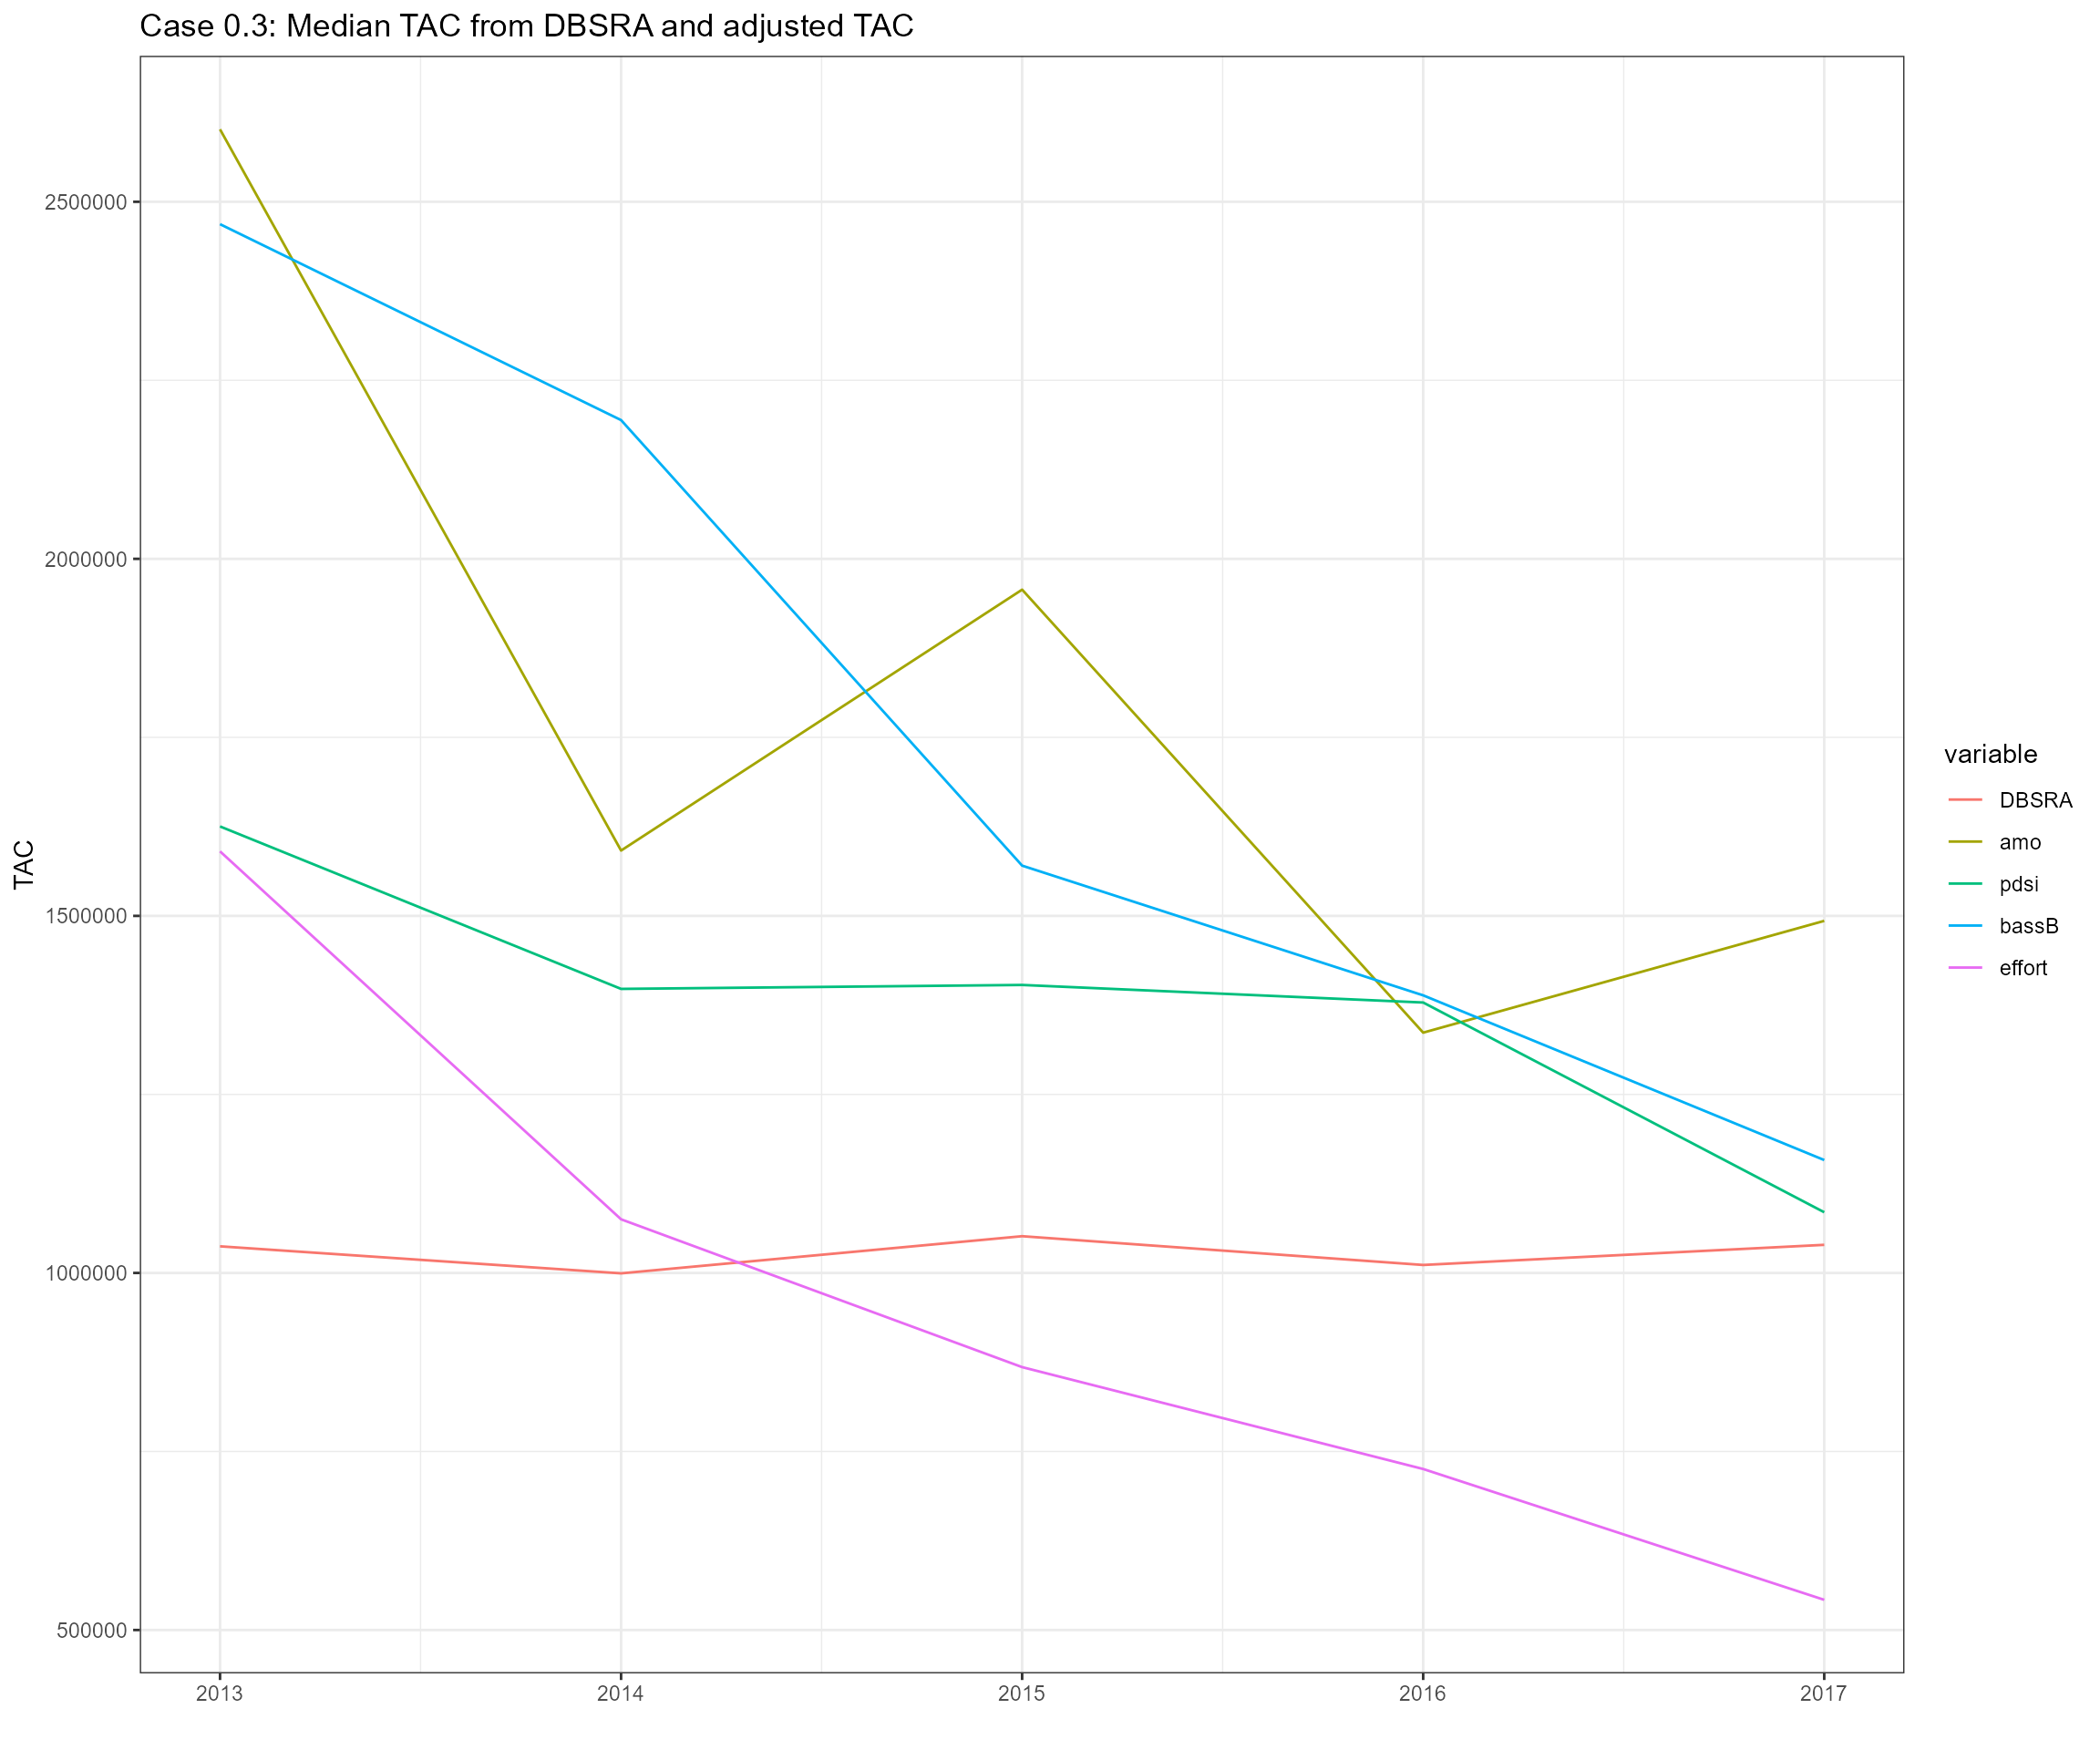 Case 0.3: Median TAC from DBSRA and adjusted TAC
2500000
2000000
1500000
1000000
500000
TAC
2013 2014 2015 2016 2017
variable
DBSRA
amo
pdsi
bassB
effort